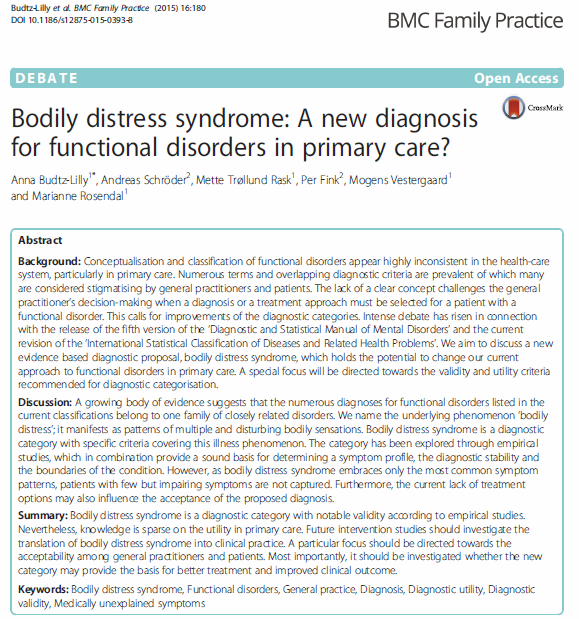 Budtz-Lilly et al. BMC Family Practice (2015) 16:180
DOI 10.1186/s12875-015-0393-8
BMC Family Practice
DEBATE
Open Access
Bodily distress syndrome: A new diagnosis
for functional disorders in primary care?
CrossMark
Anna Budtz-Lilly1*, Andreas Schröder2, Mette Trøllund Rask1, Per Fink2, Mogens Vestergaard1
and Marianne Rosendal1
Abstract
Background: Conceptualisation and classification of functional disorders appear highly inconsistent in the health-care
system, particularly in primary care. Numerous terms and overlapping diagnostic criteria are prevalent of which many
are considered stigmatising by general practitioners and patients. The lack of a clear concept challenges the general
practitioner's decision-making when a diagnosis or a treatment approach must be selected for a patient with a
functional disorder. This calls for improvements of the diagnostic categories. Intense debate has risen in connection
with the release of the fifth version of the 'Diagnostic and Statistical Manual of Mental Disorders' and the current
revision of the 'International Statistical Classification of Diseases and Related Health Problems'. We aim to discuss a new
evidence based diagnostic proposal, bodily distress syndrome, which holds the potential to change our current
approach to functional disorders in primary care. A special focus will be directed towards the validity and utility criteria
recommended for diagnostic categorisation.
Discussion: A growing body of evidence suggests that the numerous diagnoses for functional disorders listed in the
current classifications belong to one family of closely related disorders. We name the underlying phenomenon 'bodily
distress'; it manifests as patterns of multiple and disturbing bodily sensations. Bodily distress syndrome is a diagnostic
category with specific criteria covering this illness phenomenon. The category has been explored through empirical
studies, which in combination provide a sound basis for determining a symptom profile, the diagnostic stability and
the boundaries of the condition. However, as bodily distress syndrome embraces only the most common symptom
patterns, patients with few but impairing symptoms are not captured. Furthermore, the current lack of treatment
options may also influence the acceptance of the proposed diagnosis.
Summary: Bodily distress syndrome is a diagnostic category with notable validity according to empirical studies.
Nevertheless, knowledge is sparse on the utility in primary care. Future intervention studies should investigate the
translation of bodily distress syndrome into clinical practice. A particular focus should be directed towards the
acceptability among general practitioners and patients. Most importantly, it should be investigated whether the new
category may provide the basis for better treatment and improved clinical outcome.
Keywords: Bodily distress syndrome, Functional disorders, General practice, Diagnosis, Diagnostic utility, Diagnostic
validity, Medically unexplained symptoms